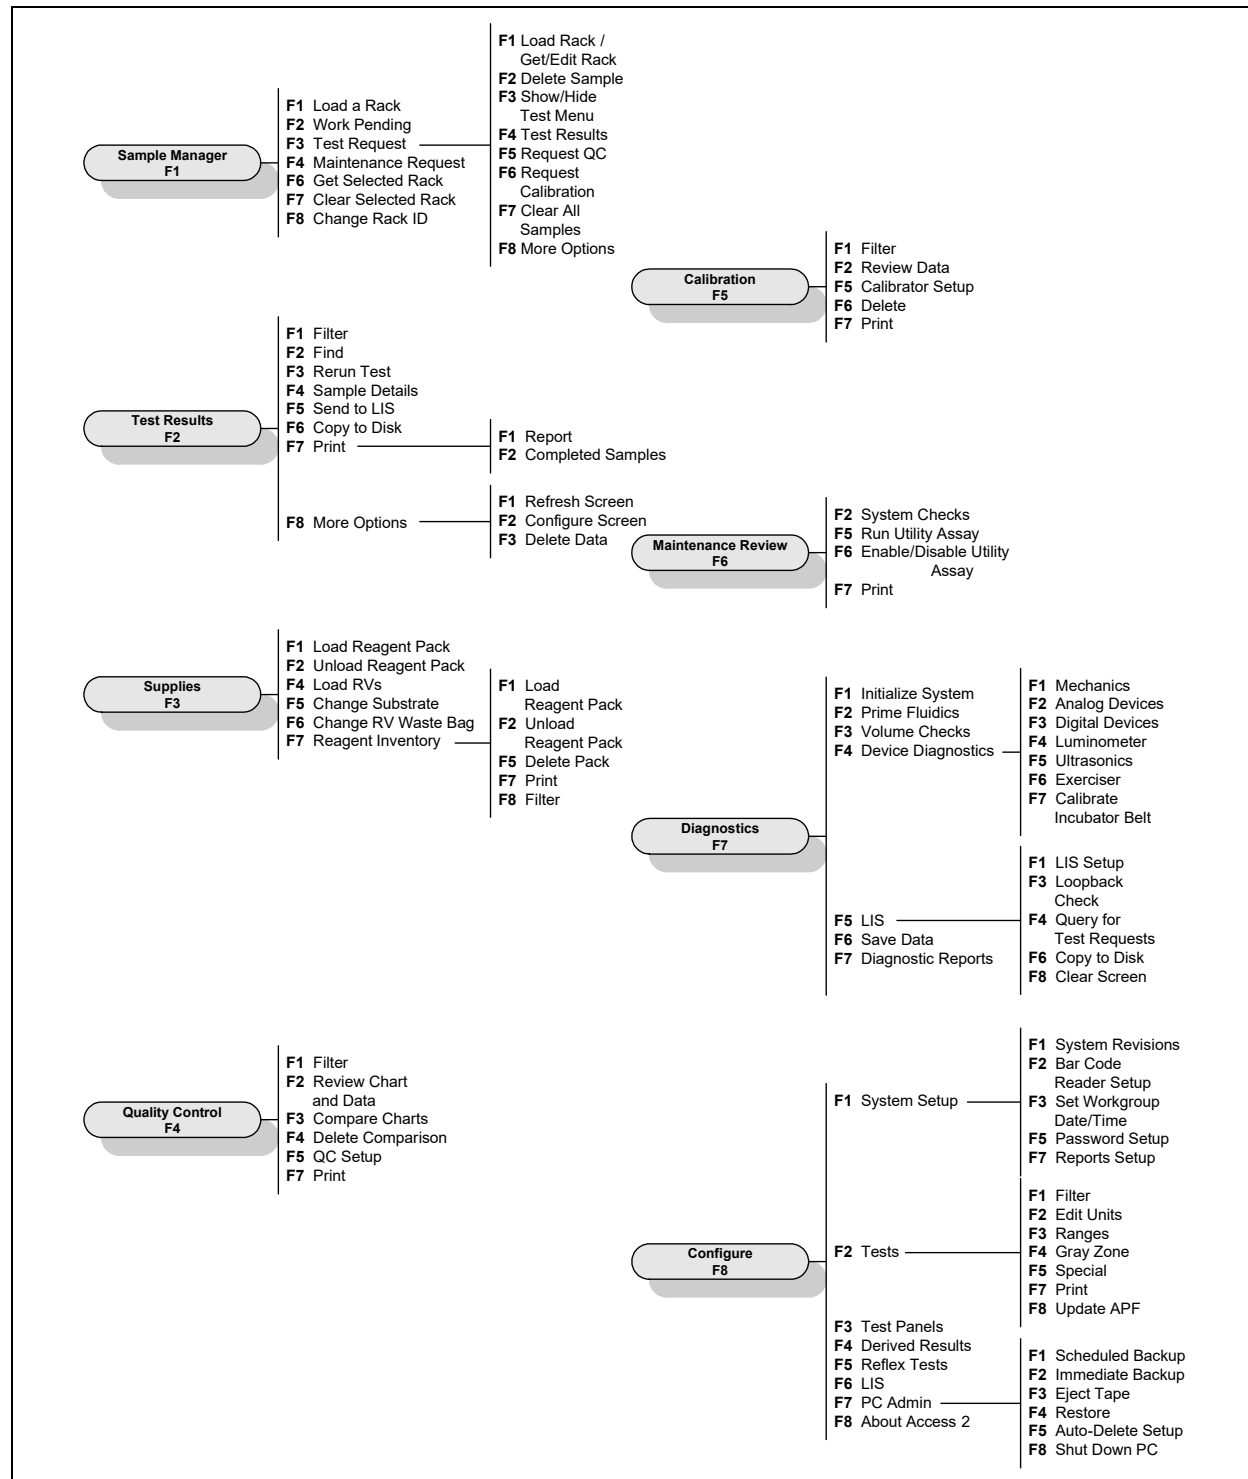 Sample Manager
F1
F1 Load a Rack
F2 Work Pending
F3 Test Request
F4 Maintenance Request
F6 Get Selected Rack
F7 Clear Selected Rack
F8 Change Rack ID
F1 Load Rack /
Get/Edit Rack
F2 Delete Sample
F3 Show/Hide
Test Menu
F4 Test Results
F5 Request QC
F6 Request
Calibration
F7 Clear All
Samples
F8 More Options
Test Results
F2
F1 Filter
F2 Find
F3 Rerun Test
F4 Sample Details
F5 Send to LIS
F6 Copy to Disk
F7 Print
F1 Report
F2 Completed Samples
F8 More Options
F1 Refresh Screen
F2 Configure Screen
F3 Delete Data
Supplies
F3
F1 Load Reagent Pack
F2 Unload Reagent Pack
F4 Load RVs
F5 Change Substrate
F6 Change RV Waste Bag
F7 Reagent Inventory
F1 Load
Reagent Pack
F2 Unload
Reagent Pack
F5 Delete Pack
F7 Print
F8 Filter
Quality Control
F4
F1 Filter
F2 Review Chart
and Data
F3 Compare Charts
F4 Delete Comparison
F5 QC Setup
F7 Print
Calibration
F5
F1 Filter
F2 Review Data
F5 Calibrator Setup
F6 Delete
F7 Print
Maintenance Review
F6
F2 System Checks
F5 Run Utility Assay
F6 Enable/Disable Utility
Assay
F7 Print
Diagnostics
F7
F1 Initialize System
F2 Prime Fluidics
F3 Volume Checks
F4 Device Diagnostics
F1 Mechanics
F2 Analog Devices
F3 Digital Devices
F4 Luminometer
F5 Ultrasonics
F6 Exerciser
F7 Calibrate
Incubator Belt
F5 LIS
F6 Save Data
F7 Diagnostic Reports
F1 LIS Setup
F3 Loopback
Check
F4 Query for
Test Requests
F6 Copy to Disk
F8 Clear Screen
Configure
F8
F1 System Setup
F1 System Revisions
F2 Bar Code
Reader Setup
F3 Set Workgroup
Date/Time
F5 Password Setup
F7 Reports Setup
F2 Tests
F1 Filter
F2 Edit Units
F3 Ranges
F4 Gray Zone
F5 Special
F7 Print
F8 Update APF
F3 Test Panels
F4 Derived Results
F5 Reflex Tests
F6 LIS
F7 PC Admin
F8 About Access 2
F1 Scheduled Backup
F2 Immediate Backup
F3 Eject Tape
F4 Restore
F5 Auto-Delete Setup
F8 Shut Down PC